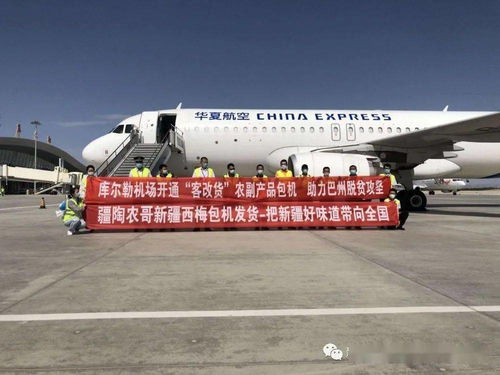 华夏航空 CHINA EXPRESS
库尔勒机场开通“客改货”农副产品包机 助力巴州脱贫攻坚
疆陶农哥新疆西梅包机发货-把新疆好味道带向全国